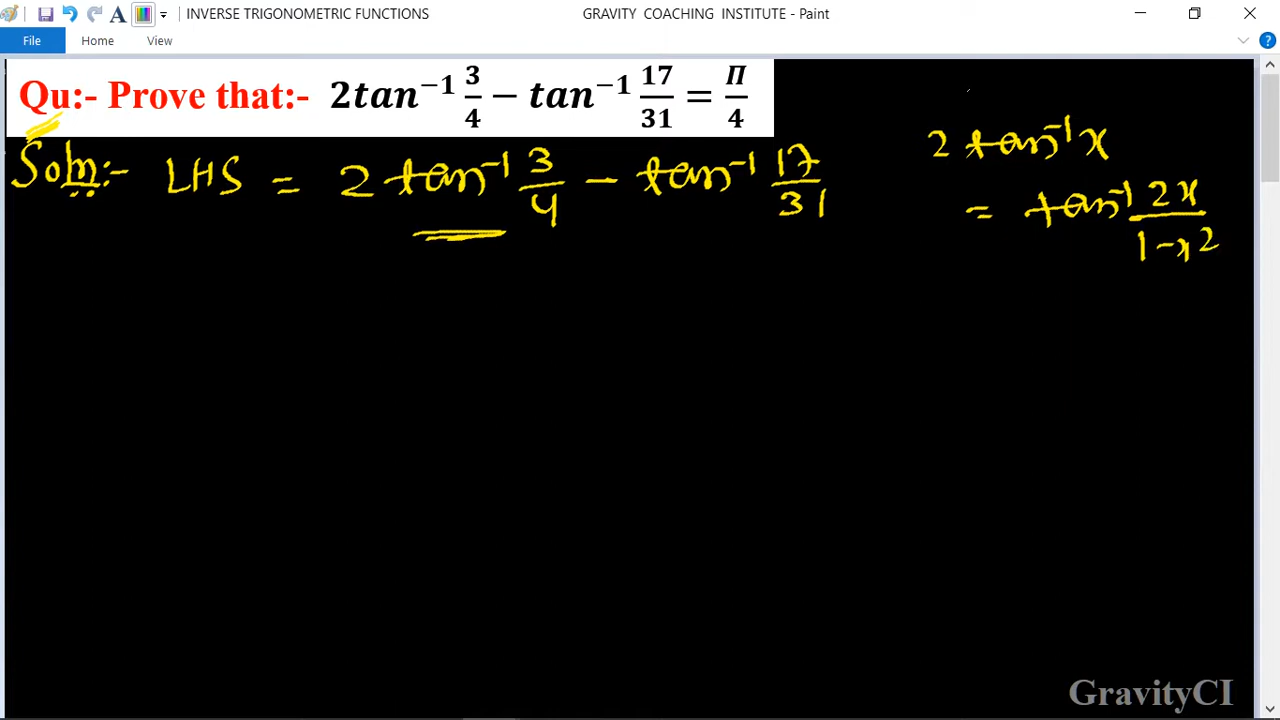 INVERSE TRIGONOMETRIC FUNCTIONS GRAVITY COACHING INSTITUTE - Paint
File Home View
Qu:- Prove that:- 2tan⁻¹ 3/4 − tan⁻¹ 17/31 = Π/4
Soln:- LHS = 2 tan⁻¹ 3/4 − tan⁻¹ 17/31
2 tan⁻¹ x
= tan⁻¹ 2x/1-x²
GravityCI